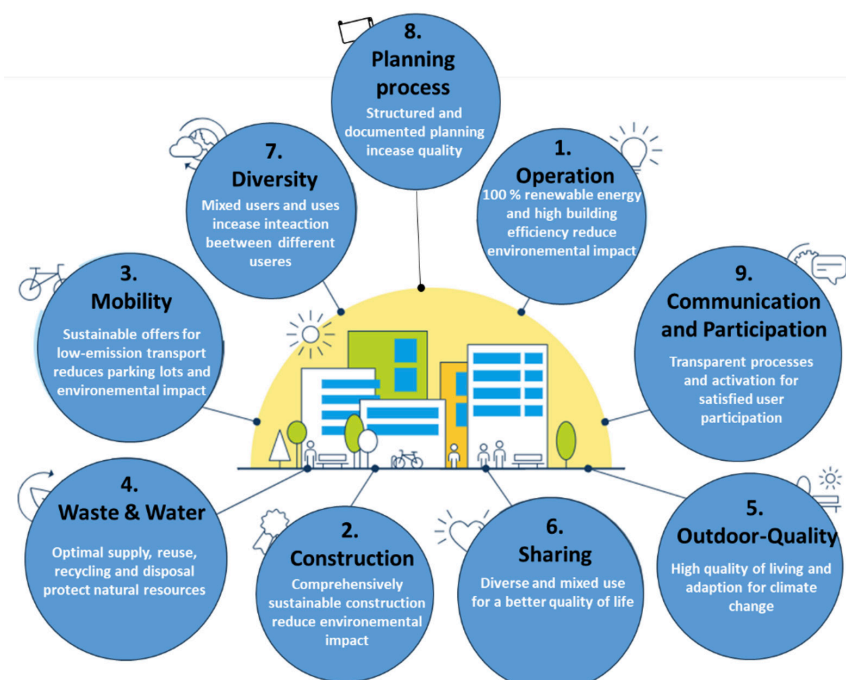 8.
Planning
process
Structured and
documented planning
incease quality
7.
Diversity
Mixed users and uses
increase inteaction
beetween different
useres
1.
Operation
100 % renewable energy
and high building
efficiency reduce
environemental impact
3.
Mobility
Sustainable offers for
low-emission transport
reduces parking lots and
environemental impact
9.
Communication
and Participation
Transparent processes
and activation for
satisfied user
participation
4.
Waste & Water
Optimal supply, reuse,
recycling and disposal
protect natural resources
2.
Construction
Comprehensively
sustainable construction
reduce environemental
impact
6.
Sharing
Diverse and mixed use
for a better quality of life
5.
Outdoor-Quality
High quality of living and
adaption for climate
change